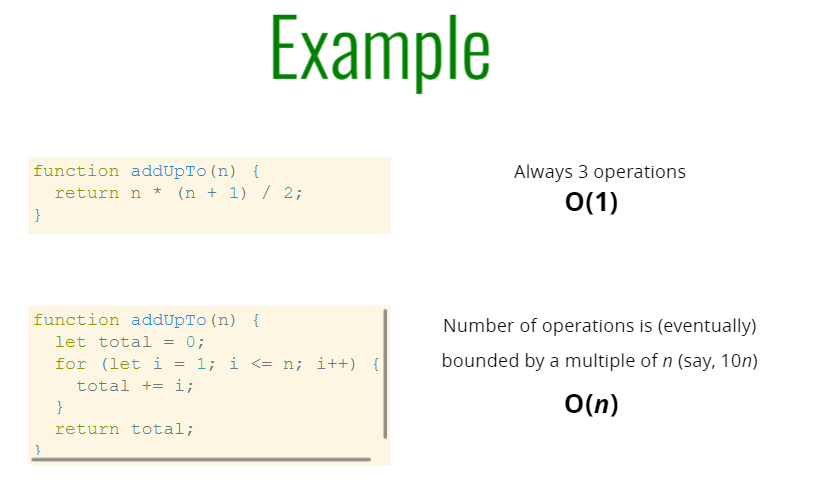 Example
function addUpTo(n) {
  return n * (n + 1) / 2;
}
Always 3 operations
O(1)
function addUpTo(n) {
  let total = 0;
  for (let i = 1; i <= n; i++) {
    total += i;
  }
  return total;
}
Number of operations is (eventually)
bounded by a multiple of n (say, 10n)
O(n)